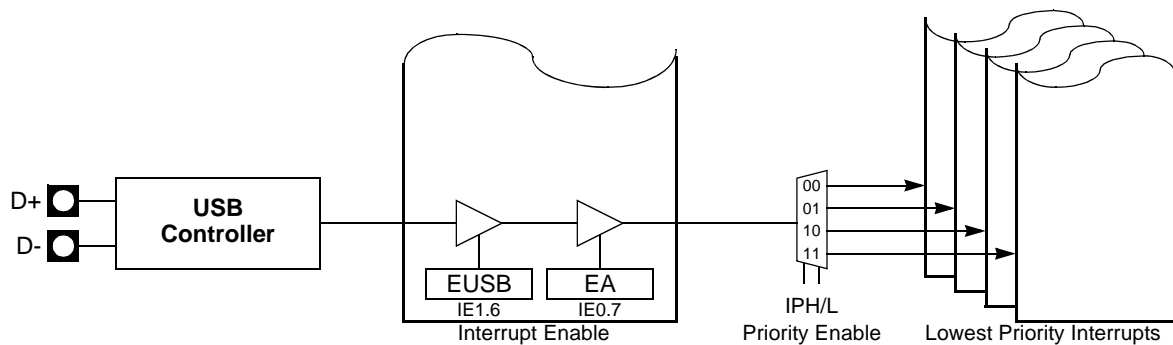 D+
D-
USB
Controller
EUSB
IE1.6
EA
IE0.7
Interrupt Enable
00
01
10
11
IPH/L
Priority Enable
Lowest Priority Interrupts